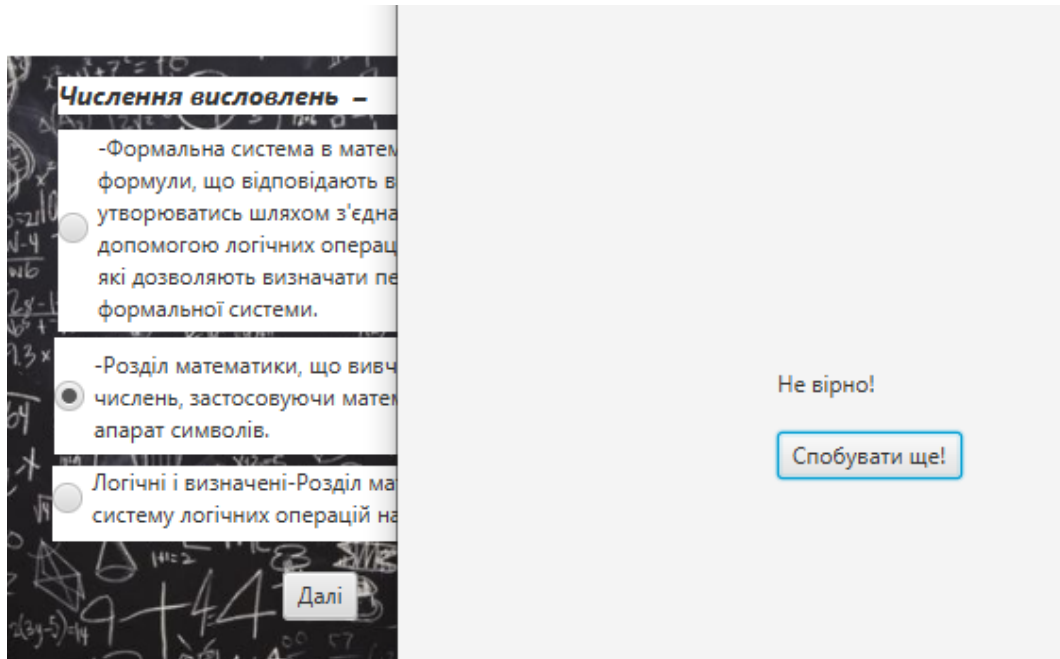 Числення висловлень –
-Формальна система в матем
формули, що відповідають в
утворюватись шляхом з'єдна
допомогою логічних операц
які дозволяють визначати пе
формальної системи.
-Розділ математики, що вивч
числень, застосовуючи матем
апарат символів.
Логічні і визначені-Розділ ма
систему логічних операцій на
Далі
Не вірно!
Спобувати ще!